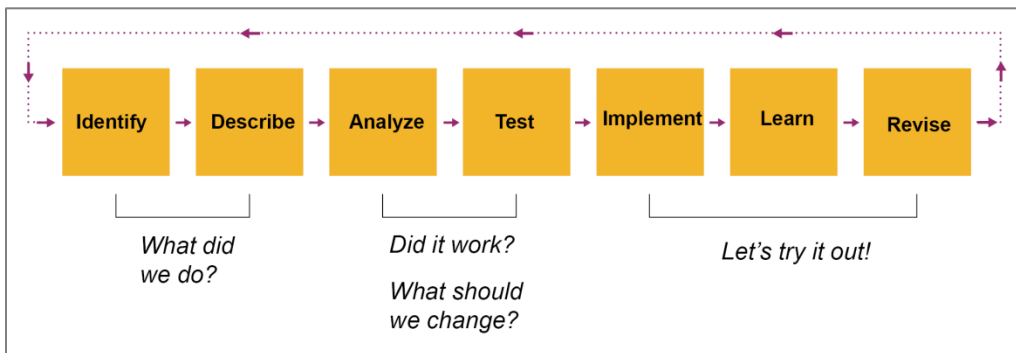 Identify
Describe
Analyze
Test
Implement
Learn
Revise
What did
we do?
Did it work?
What should
we change?
Let’s try it out!